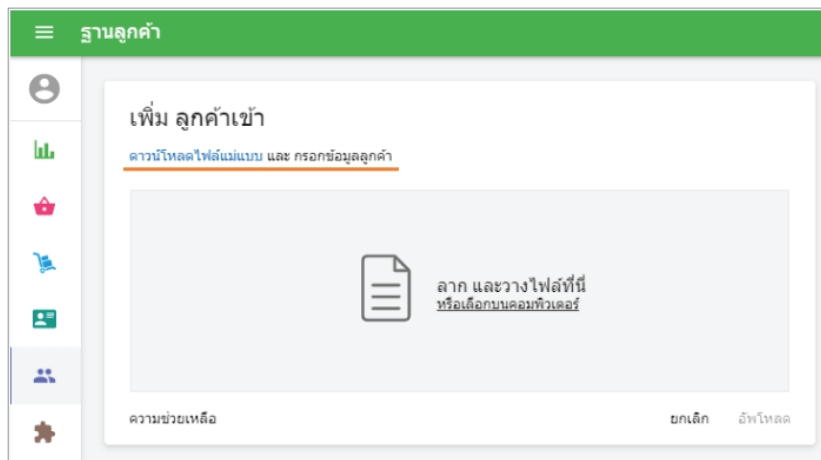 ฐานลูกค้า
เพิ่ม ลูกค้าเข้า
ดาวน์โหลดไฟล์แม่แบบ และ กรอกข้อมูลลูกค้า
ลาก และวางไฟล์ที่นี่
หรือเลือกบนคอมพิวเตอร์
ความช่วยเหลือ
ยกเลิก
อัพโหลด